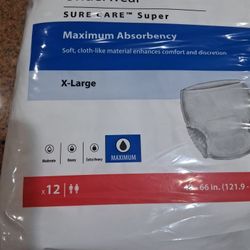 SURE CARE™ Super
Maximum Absorbency
Soft, cloth-like material enhances comfort and discretion
X-Large
Moderate Heavy Extra Heavy MAXIMUM
x12
66 in. (121.9 -